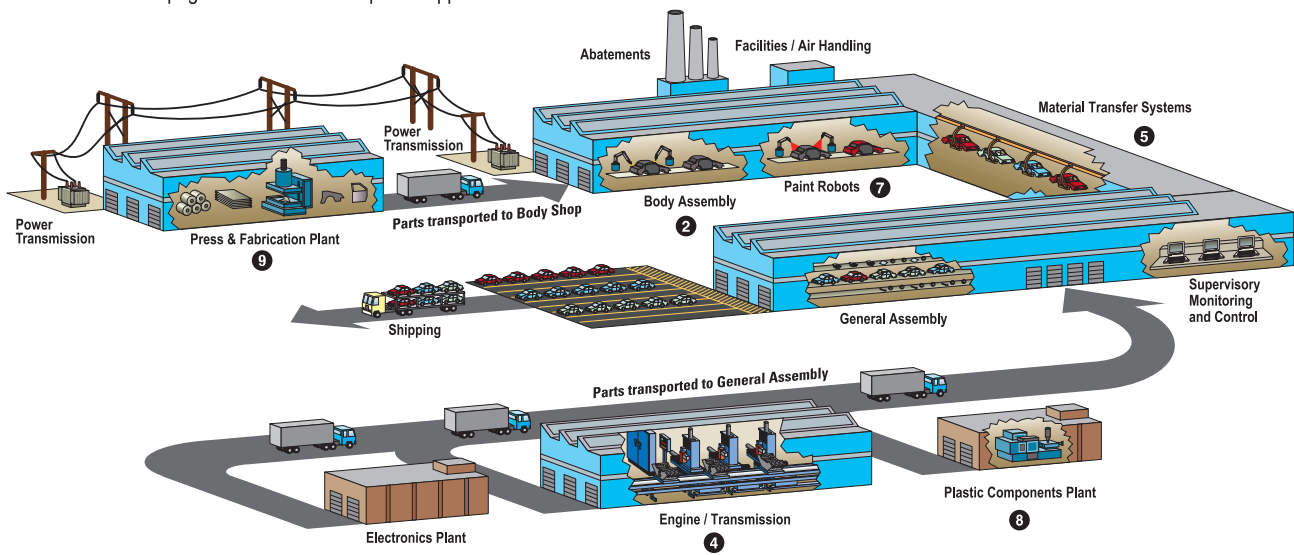 Abatements
Facilities / Air Handling
Material Transfer Systems
5
Power
Transmission
Paint Robots
7
Body Assembly
2
Parts transported to Body Shop
Power
Transmission
Press & Fabrication Plant
9
Supervisory
Monitoring
and Control
General Assembly
Shipping
Parts transported to General Assembly
Plastic Components Plant
8
Engine / Transmission
4
Electronics Plant